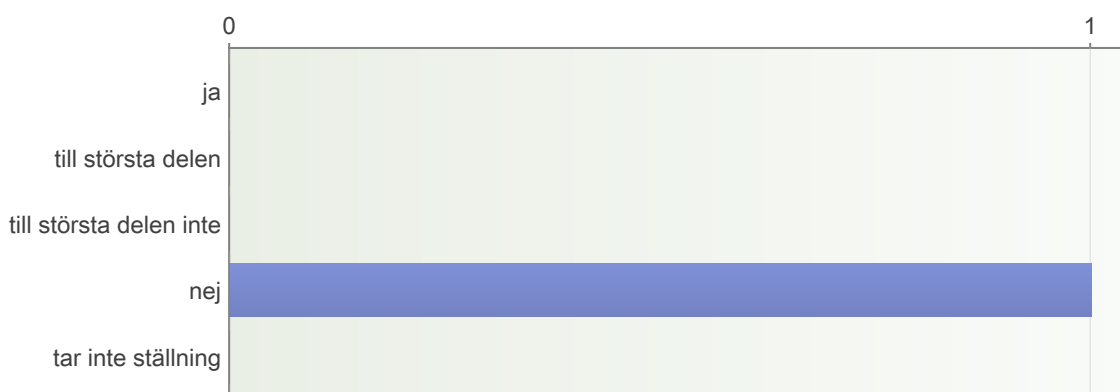 0 1
ja
till största delen
till största delen inte
nej
tar inte ställning